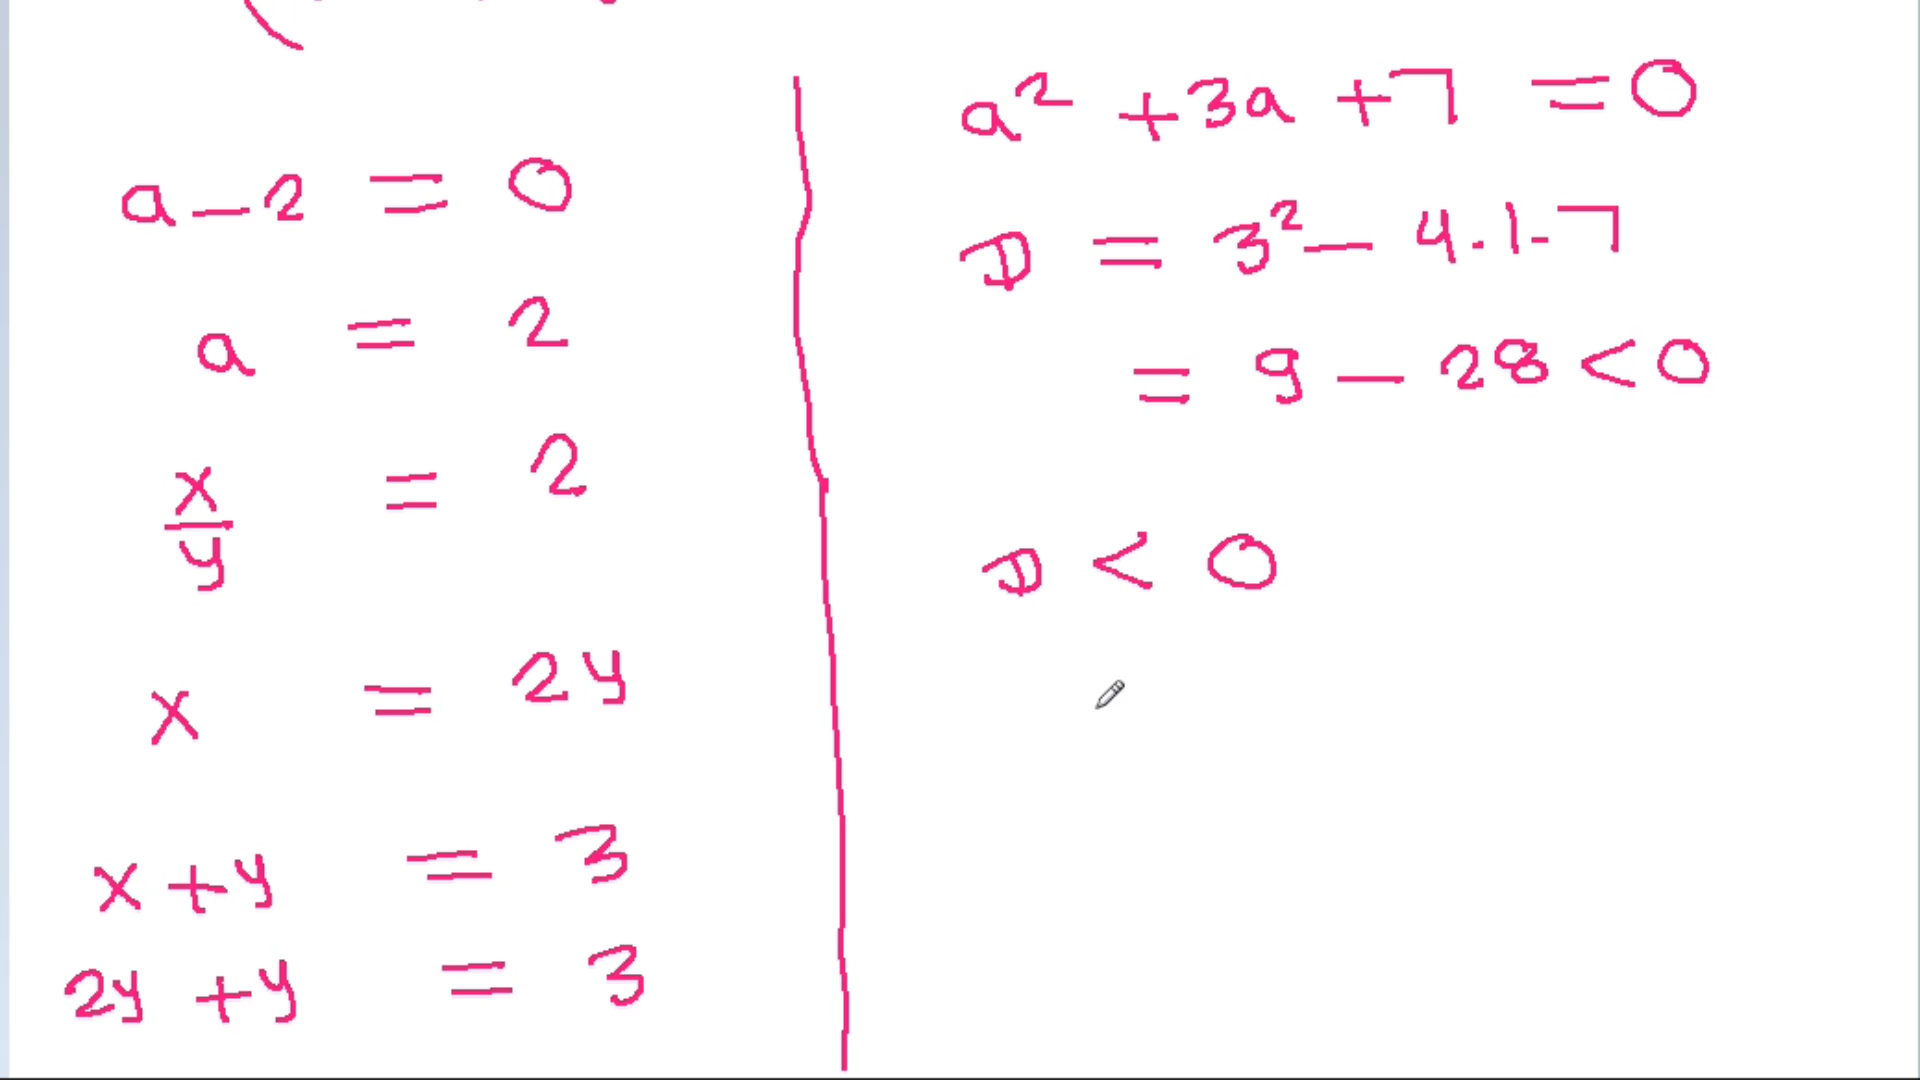 a - 2 = 0
a = 2
x/y = 2
x = 2y
x + y = 3
2y + y = 3
a² + 3a + 7 = 0
D = 3² - 4·1·7
= 9 - 28 < 0
D < 0